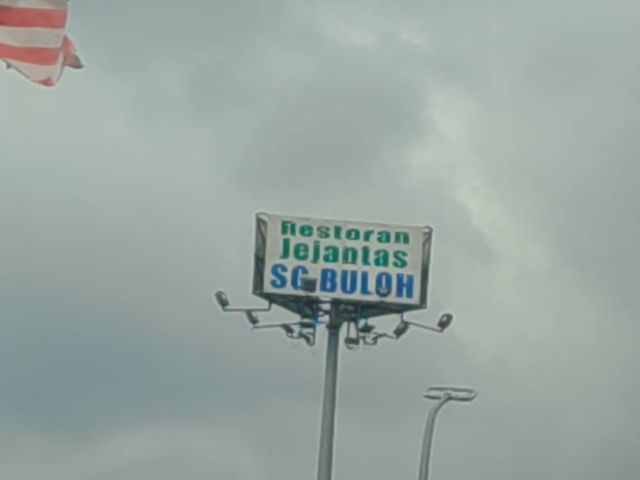 Restoran
Jejantas
SG BULOH